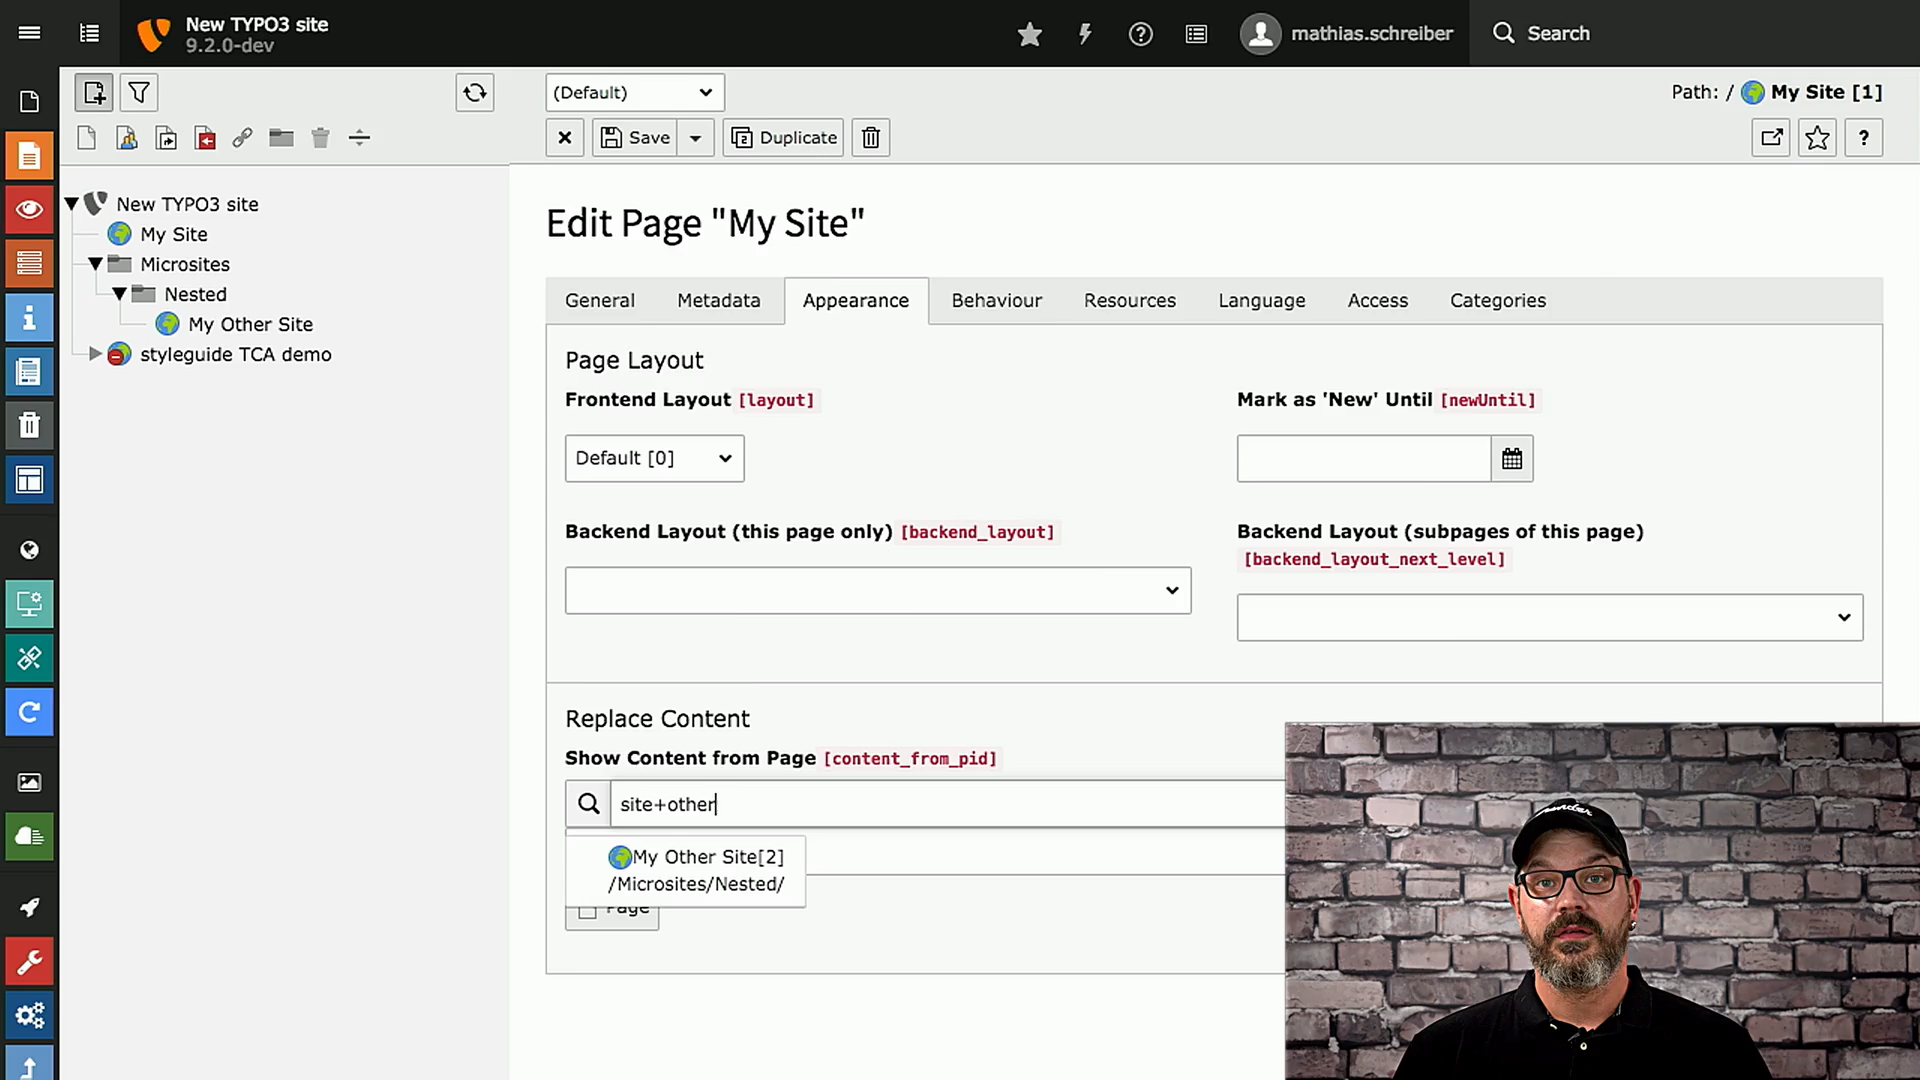 New TYPO3 site
9.2.0-dev
mathias.schreiber
Search
(Default)
Path: / My Site [1]
Save
Duplicate
New TYPO3 site
My Site
Microsites
Nested
My Other Site
styleguide TCA demo
Edit Page "My Site"
General
Metadata
Appearance
Behaviour
Resources
Language
Access
Categories
Page Layout
Frontend Layout [layout]
Mark as 'New' Until [newUntil]
Default [0]
Backend Layout (this page only) [backend_layout]
Backend Layout (subpages of this page)
[backend_layout_next_level]
Replace Content
Show Content from Page [content_from_pid]
site+other
My Other Site[2]
/Microsites/Nested/
Page